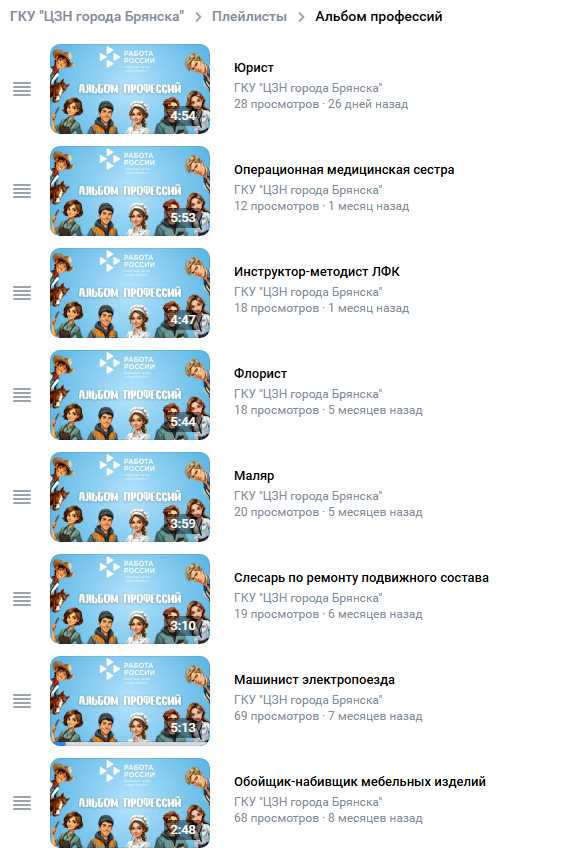 ГКУ "ЦЗН города Брянска" > Плейлисты > Альбом профессий
РАБОТА
РОССИИ
АЛЬБОМ ПРОФЕССИЙ
4:54
Юрист
ГКУ "ЦЗН города Брянска"
28 просмотров · 26 дней назад
РАБОТА
РОССИИ
АЛЬБОМ ПРОФЕССИЙ
5:53
Операционная медицинская сестра
ГКУ "ЦЗН города Брянска"
12 просмотров · 1 месяц назад
РАБОТА
РОССИИ
АЛЬБОМ ПРОФЕССИЙ
4:47
Инструктор-методист ЛФК
ГКУ "ЦЗН города Брянска"
18 просмотров · 1 месяц назад
РАБОТА
РОССИИ
АЛЬБОМ ПРОФЕССИЙ
5:44
Флорист
ГКУ "ЦЗН города Брянска"
18 просмотров · 5 месяцев назад
РАБОТА
РОССИИ
АЛЬБОМ ПРОФЕССИЙ
3:59
Маляр
ГКУ "ЦЗН города Брянска"
20 просмотров · 5 месяцев назад
РАБОТА
РОССИИ
АЛЬБОМ ПРОФЕССИЙ
3:10
Слесарь по ремонту подвижного состава
ГКУ "ЦЗН города Брянска"
19 просмотров · 6 месяцев назад
РАБОТА
РОССИИ
АЛЬБОМ ПРОФЕССИЙ
5:13
Машинист электропоезда
ГКУ "ЦЗН города Брянска"
69 просмотров · 7 месяцев назад
РАБОТА
РОССИИ
АЛЬБОМ ПРОФЕССИЙ
2:48
Обойщик-набивщик мебельных изделий
ГКУ "ЦЗН города Брянска"
68 просмотров · 8 месяцев назад